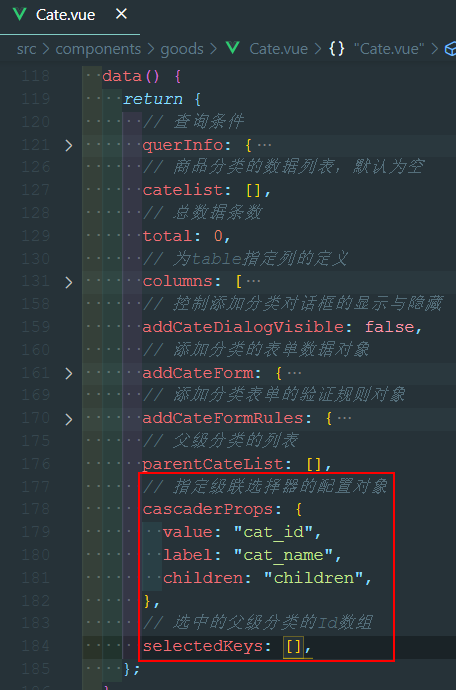 Cate.vue ×
src > components > goods > Cate.vue > {} "Cate.vue" >
118 data() {
119 return {
120 // 查询条件
121 querInfo: {…
126 // 商品分类的数据列表，默认为空
127 catelist: [],
128 // 总数据条数
129 total: 0,
130 // 为table指定列的定义
131 columns: […
158 // 控制添加分类对话框的显示与隐藏
159 addCateDialogVisible: false,
160 // 添加分类的表单数据对象
161 addCateForm: {…
169 // 添加分类表单的验证规则对象
170 addCateFormRules: {…
175 // 父级分类的列表
176 parentCateList: [],
177 // 指定级联选择器的配置对象
178 cascaderProps: {
179 value: "cat_id",
180 label: "cat_name",
181 children: "children",
182 },
183 // 选中的父级分类的Id数组
184 selectedKeys: [],
185 };